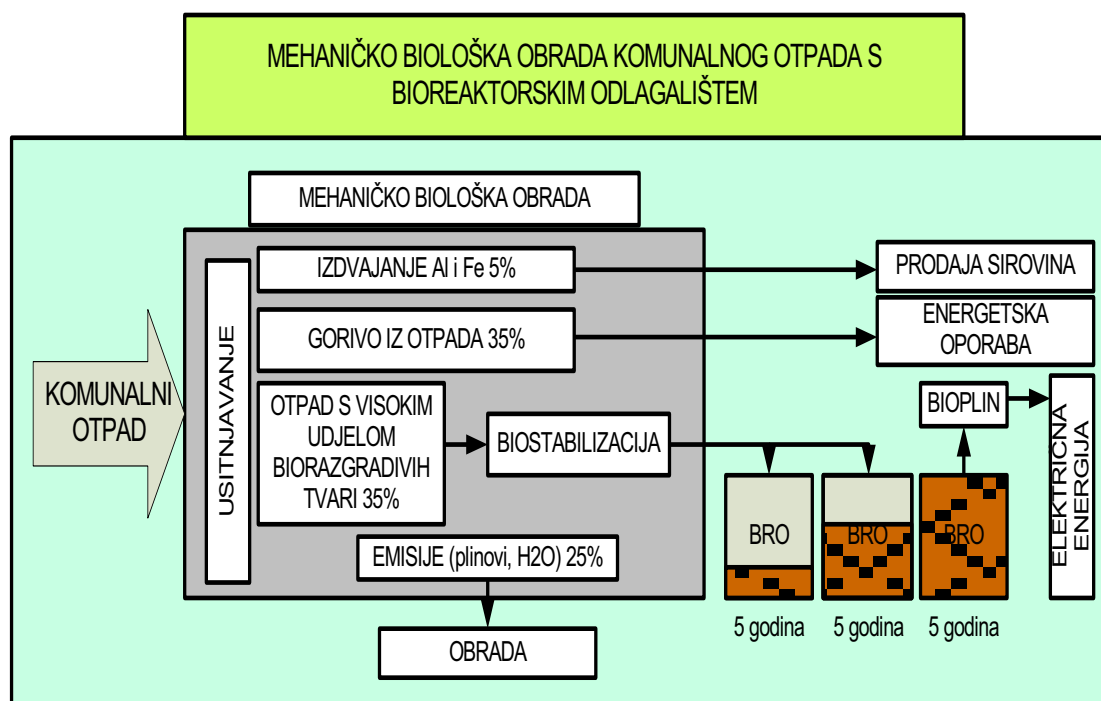 MEHANIČKO BIOLOŠKA OBRADA KOMUNALNOG OTPADA S
BIOREAKTORSKIM ODLAGALIŠTEM
MEHANIČKO BIOLOŠKA OBRADA
USITNJAVANJE
IZDVAJANJE Al i Fe 5%
PRODAJA SIROVINA
GORIVO IZ OTPADA 35%
ENERGETSKA
OPORABA
KOMUNALNI
OTPAD
OTPAD S VISOKIM
UDJELOM
BIORAZGRADIVIH
TVARI 35%
BIOSTABILIZACIJA
BIOPLIN
ELEKTRIČNA
ENERGIJA
BRO
BRO
BRO
EMISIJE (plinovi, H2O) 25%
5 godina
5 godina
5 godina
OBRADA